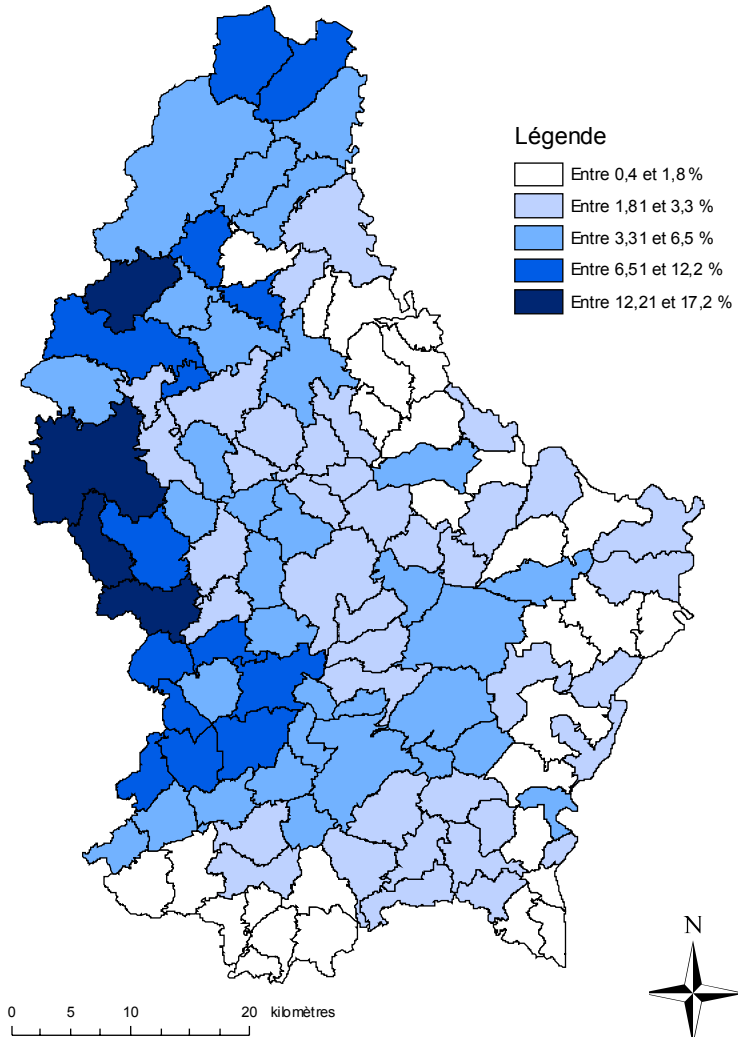 Légende
Entre 0,4 et 1,8 %
Entre 1,81 et 3,3 %
Entre 3,31 et 6,5 %
Entre 6,51 et 12,2 %
Entre 12,21 et 17,2 %
N
0 5 10 20 kilomètres